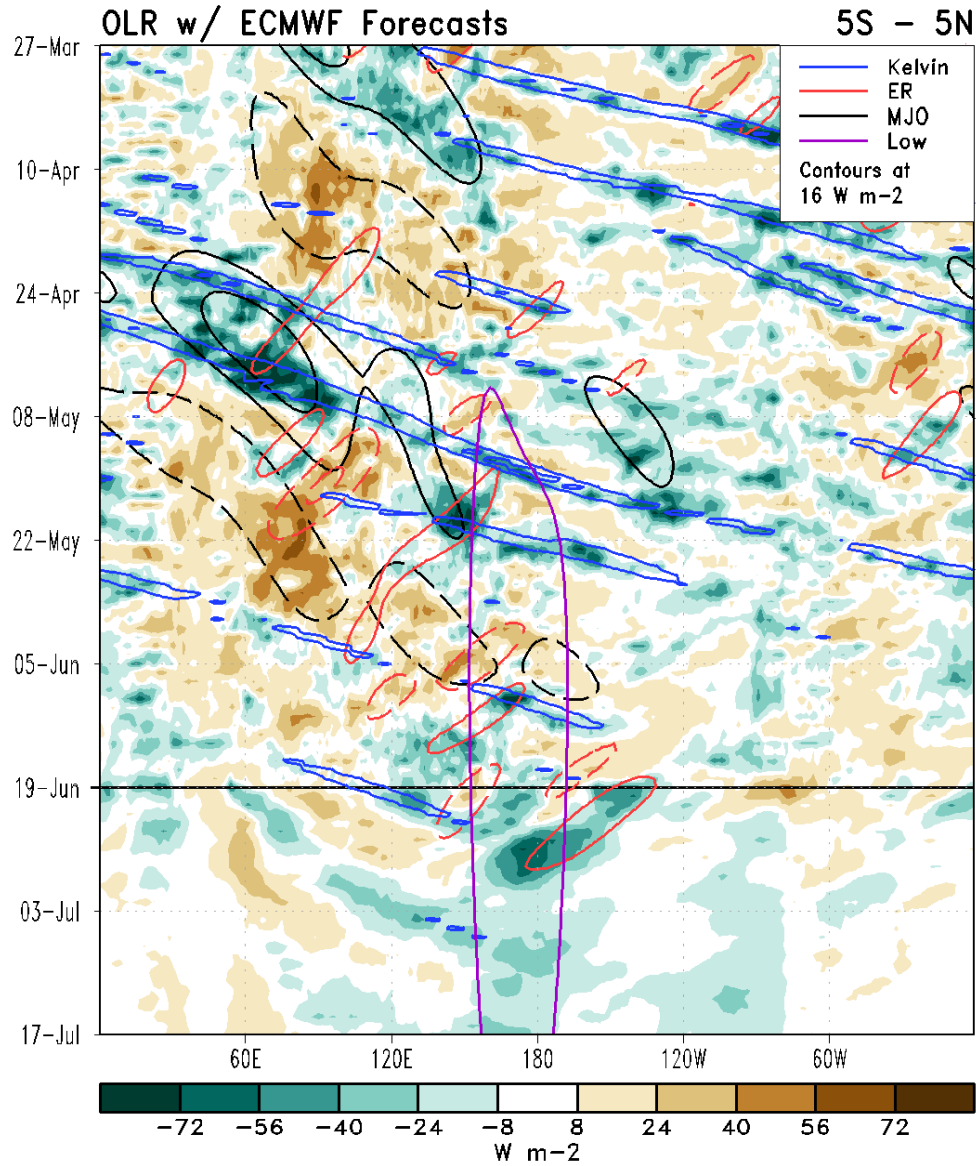 OLR w/ ECMWF Forecasts 5S - 5N
27-Mar
10-Apr
24-Apr
08-May
22-May
05-Jun
19-Jun
03-Jul
17-Jul
Kelvin
ER
MJO
Low
Contours at
16 W m-2
60E 120E 180 120W 60W
-72 -56 -40 -24 -8 8 24 40 56 72
W m-2